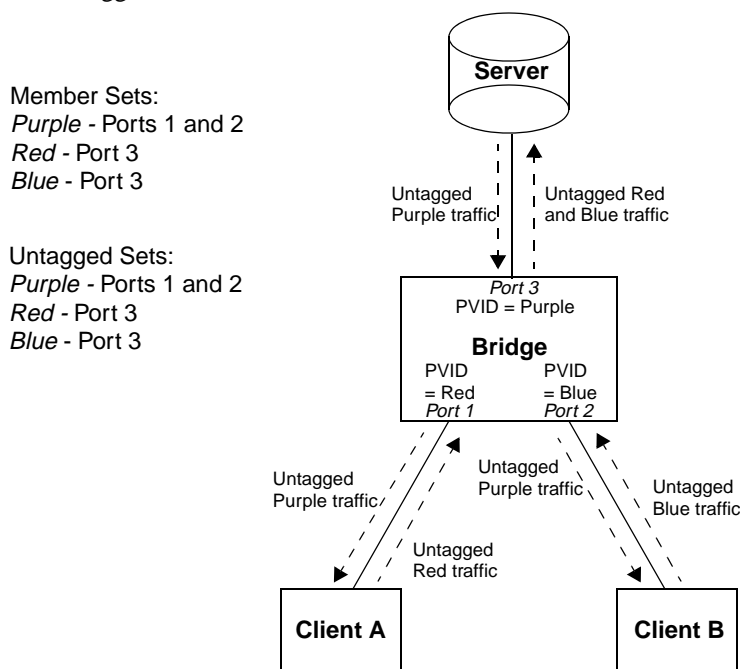 Server
Member Sets:
Purple - Ports 1 and 2
Red - Port 3
Blue - Port 3
Untagged
Purple traffic
Untagged Red
and Blue traffic
Untagged Sets:
Purple - Ports 1 and 2
Red - Port 3
Blue - Port 3
Port 3
PVID = Purple
Bridge
PVID
= Red
Port 1
PVID
= Blue
Port 2
Untagged
Purple traffic
Untagged
Red traffic
Untagged
Purple traffic
Untagged
Blue traffic
Client A
Client B